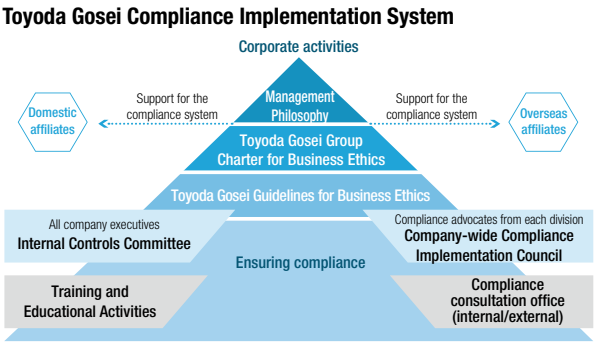 Toyoda Gosei Compliance Implementation System
Corporate activities
Domestic
affiliates
Support for the
compliance system
Management
Philosophy
Support for the
compliance system
Overseas
affiliates
Toyoda Gosei Group
Charter for Business Ethics
Toyoda Gosei Guidelines for Business Ethics
All company executives
Internal Controls Committee
Compliance advocates from each division
Company-wide Compliance
Implementation Council
Ensuring compliance
Training and
Educational Activities
Compliance
consultation office
(internal/external)